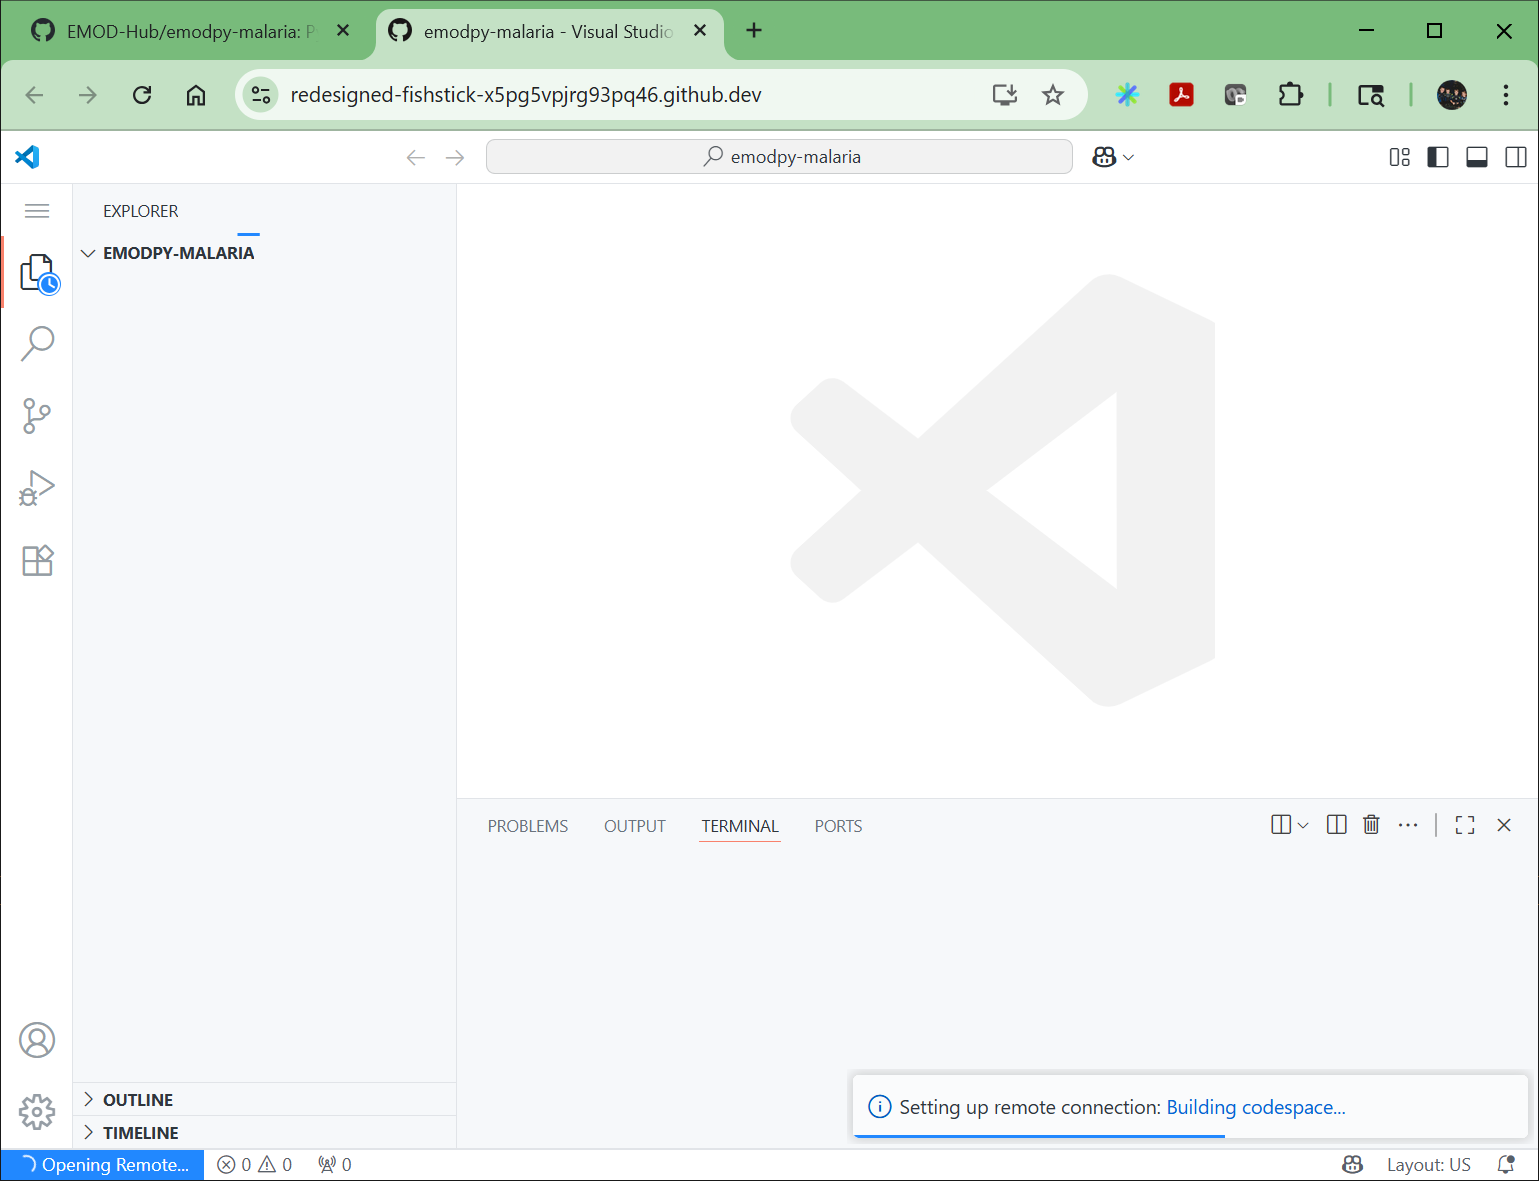 EMOD-Hub/emodpy-malaria: P
emodpy-malaria - Visual Studio
redesigned-fishstick-x5pg5vpjrg93pq46.github.dev
emodpy-malaria
EXPLORER
EMODPY-MALARIA
PROBLEMS
OUTPUT
TERMINAL
PORTS
OUTLINE
TIMELINE
Setting up remote connection: Building codespace...
Opening Remote...
0
0
0
Layout: US